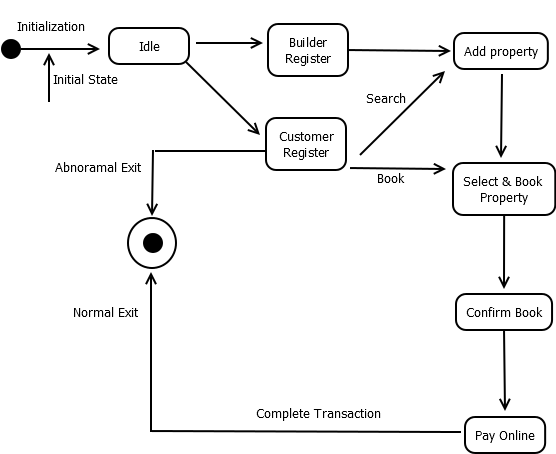 Initialization
Idle
Builder
Register
Add property
Initial State
Search
Customer
Register
Abnoramal Exit
Book
Select & Book
Property
Normal Exit
Confirm Book
Complete Transaction
Pay Online